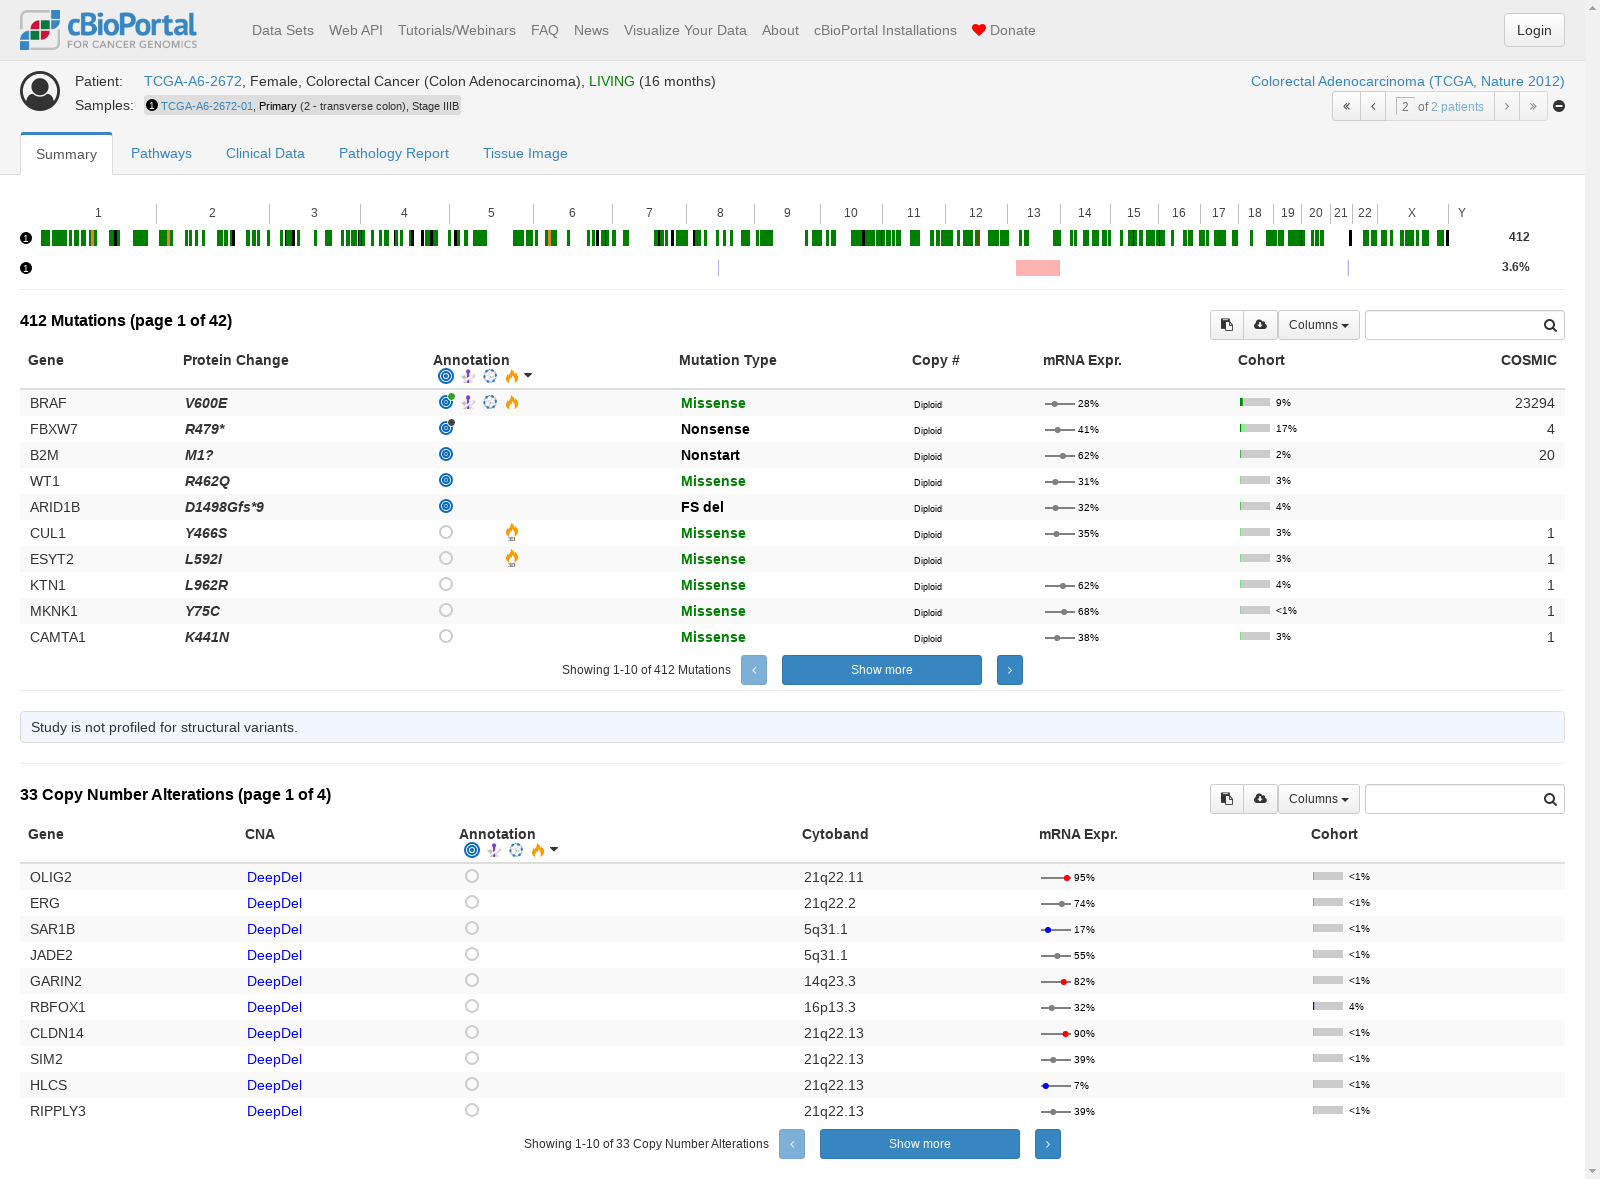 cBioPortal
FOR CANCER GENOMICS
Data Sets Web API Tutorials/Webinars FAQ News Visualize Your Data About cBioPortal Installations Donate Login
Patient: TCGA-A6-2672, Female, Colorectal Cancer (Colon Adenocarcinoma), LIVING (16 months) Colorectal Adenocarcinoma (TCGA, Nature 2012)
Samples: 1 TCGA-A6-2672-01, Primary (2 - transverse colon), Stage IIIB « ‹ 2 of 2 patients › »
Summary Pathways Clinical Data Pathology Report Tissue Image
1 2 3 4 5 6 7 8 9 10 11 12 13 14 15 16 17 18 19 20 21 22 X Y
1 412
1 3.6%
412 Mutations (page 1 of 42) Columns
Gene Protein Change Annotation Mutation Type Copy # mRNA Expr. Cohort COSMIC
BRAF V600E Missense Diploid 28% 9% 23294
FBXW7 R479* Nonsense Diploid 41% 17% 4
B2M M1? Nonstart Diploid 62% 2% 20
WT1 R462Q Missense Diploid 31% 3%
ARID1B D1498Gfs*9 FS del Diploid 32% 4%
CUL1 Y466S 3D Missense Diploid 35% 3% 1
ESYT2 L592I 3D Missense Diploid 3% 1
KTN1 L962R Missense Diploid 62% 4% 1
MKNK1 Y75C Missense Diploid 68% <1% 1
CAMTA1 K441N Missense Diploid 38% 3% 1
Showing 1-10 of 412 Mutations ‹ Show more ›
Study is not profiled for structural variants.
33 Copy Number Alterations (page 1 of 4) Columns
Gene CNA Annotation Cytoband mRNA Expr. Cohort
OLIG2 DeepDel 21q22.11 95% <1%
ERG DeepDel 21q22.2 74% <1%
SAR1B DeepDel 5q31.1 17% <1%
JADE2 DeepDel 5q31.1 55% <1%
GARIN2 DeepDel 14q23.3 82% <1%
RBFOX1 DeepDel 16p13.3 32% 4%
CLDN14 DeepDel 21q22.13 90% <1%
SIM2 DeepDel 21q22.13 39% <1%
HLCS DeepDel 21q22.13 7% <1%
RIPPLY3 DeepDel 21q22.13 39% <1%
Showing 1-10 of 33 Copy Number Alterations ‹ Show more ›